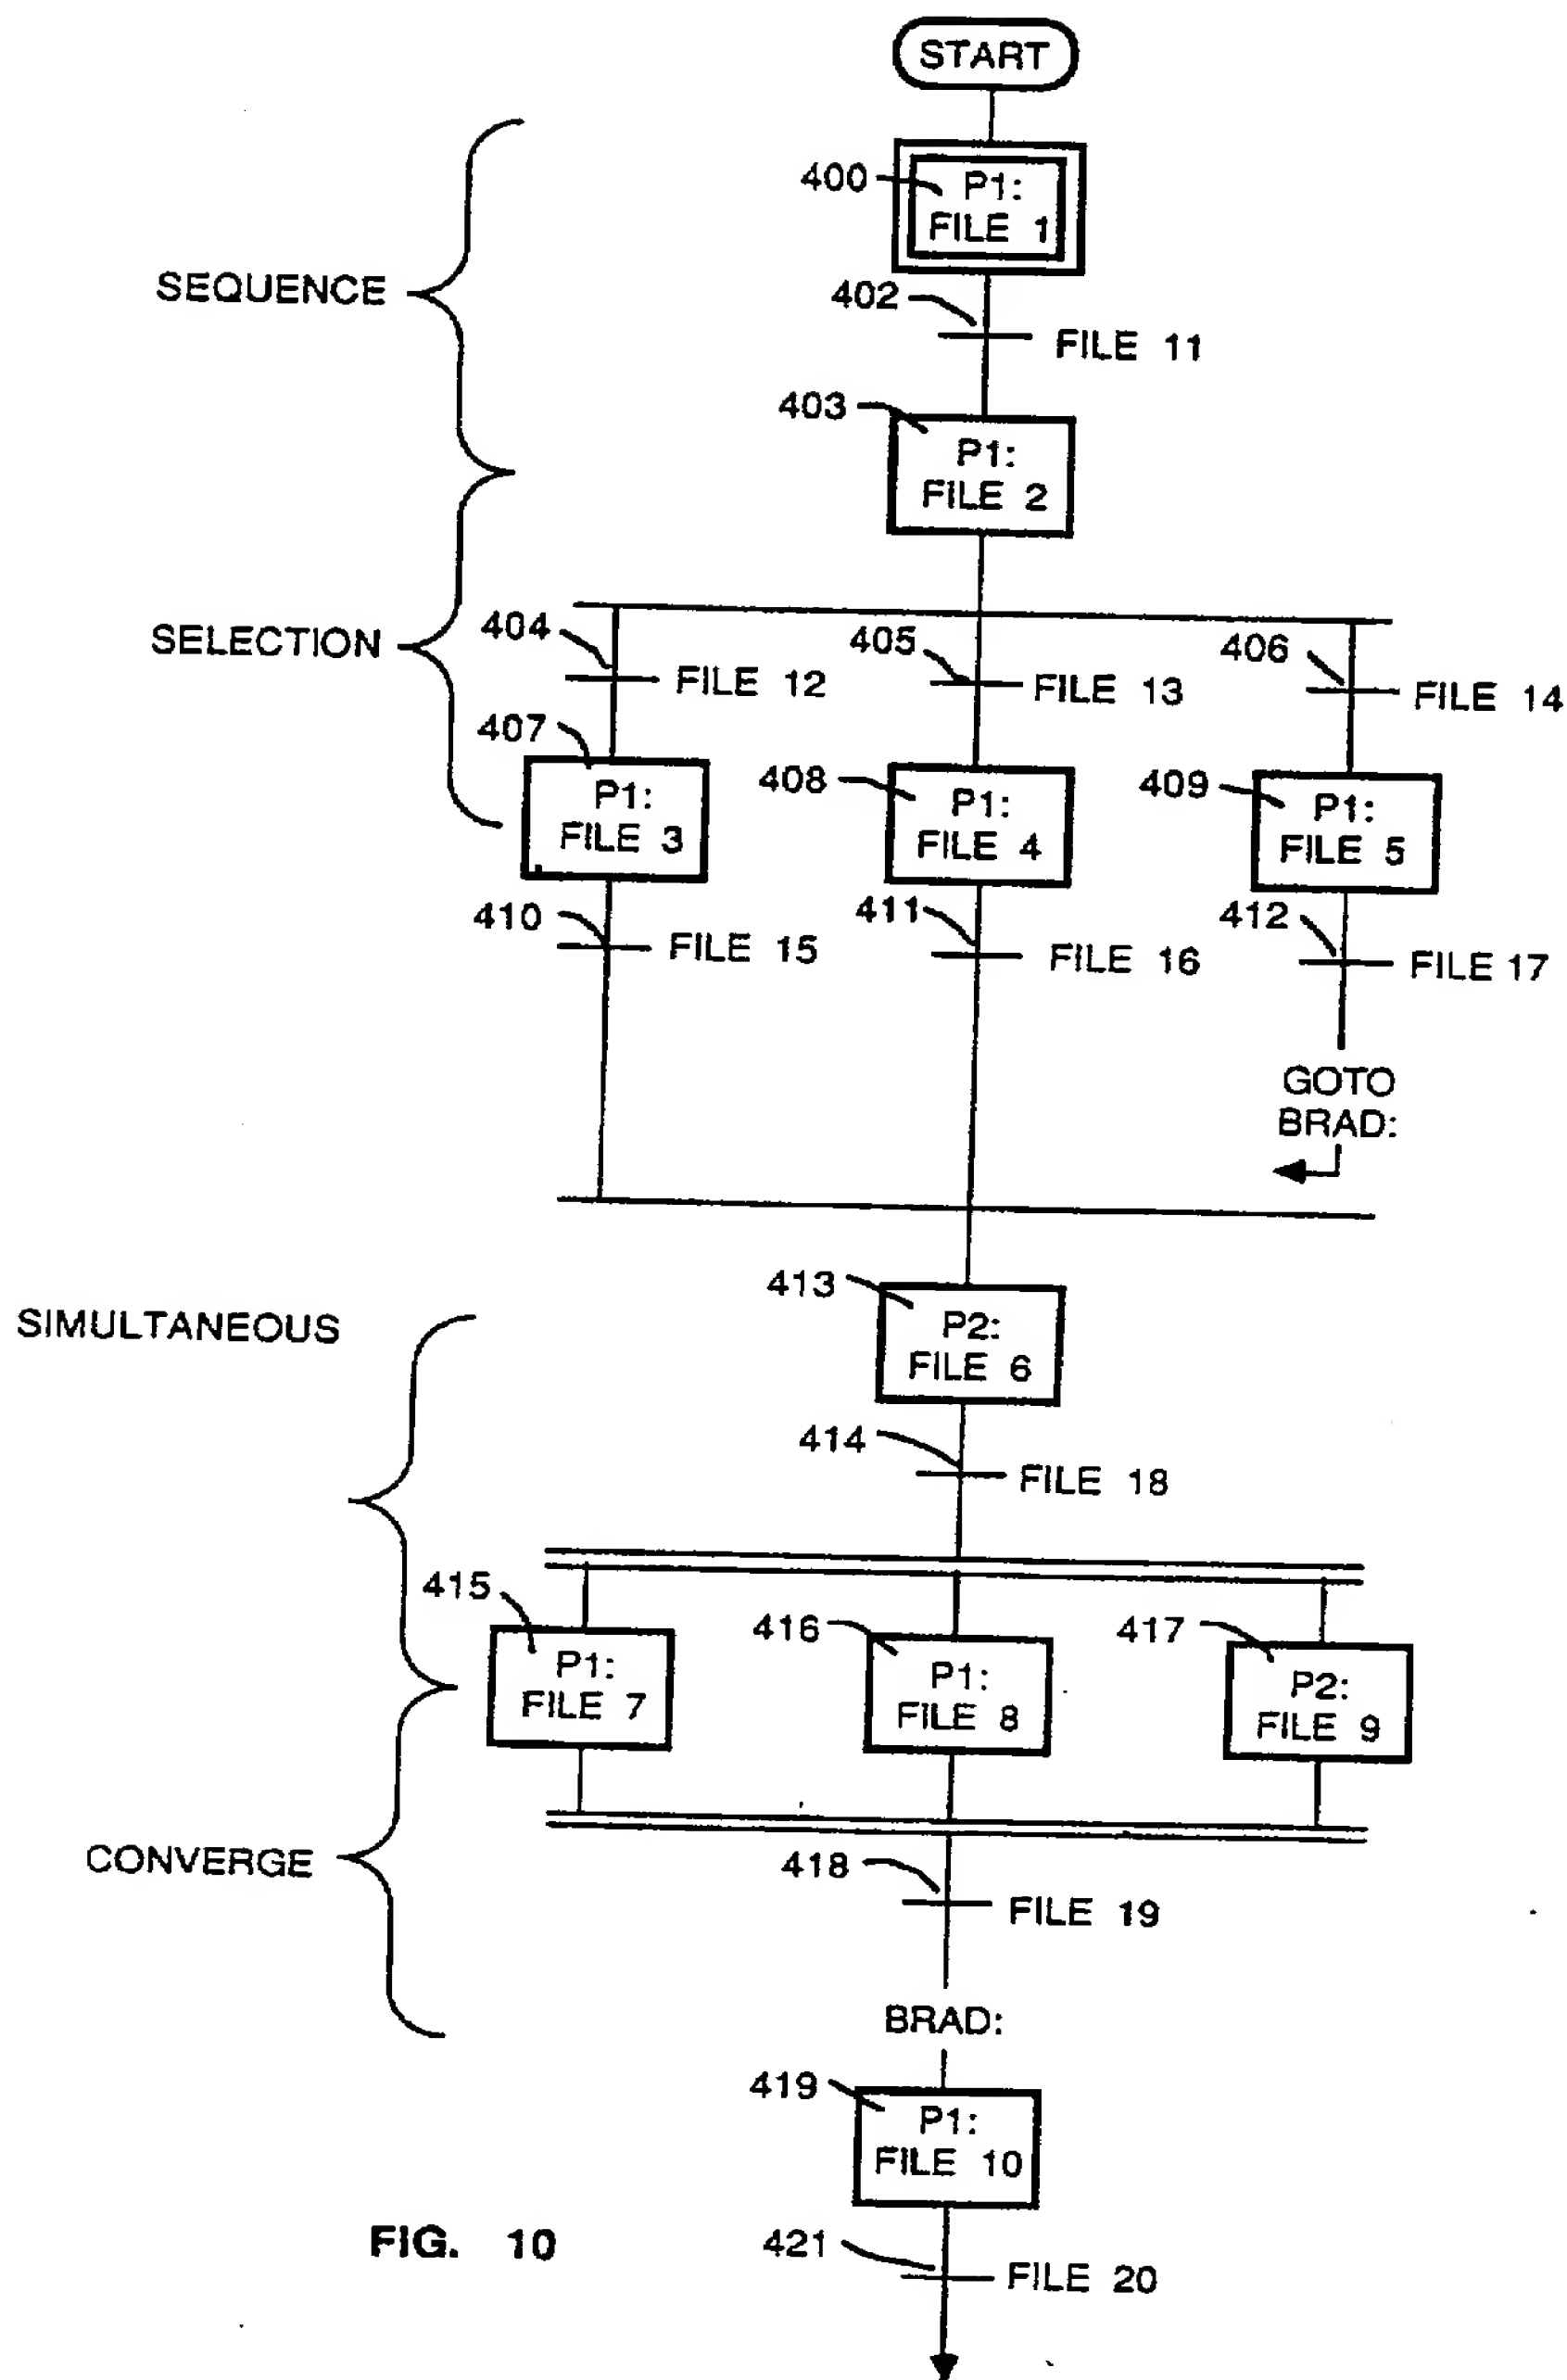 START
400
P1:
FILE 1
SEQUENCE
402
FILE 11
403
P1:
FILE 2
SELECTION
404
FILE 12
405
FILE 13
406
FILE 14
407
P1:
FILE 3
408
P1:
FILE 4
409
P1:
FILE 5
410
FILE 15
411
FILE 16
412
FILE 17
GOTO
BRAD:
413
P2:
FILE 6
SIMULTANEOUS
414
FILE 18
415
P1:
FILE 7
416
P1:
FILE 8
417
P2:
FILE 9
CONVERGE
418
FILE 19
BRAD:
419
P1:
FILE 10
421
FILE 20
FIG. 10